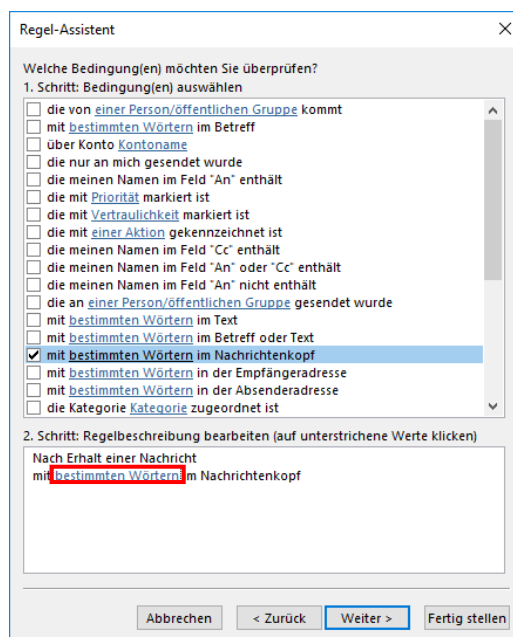 Regel-Assistent
Welche Bedingung(en) möchten Sie überprüfen?
1. Schritt: Bedingung(en) auswählen
die von einer Person/öffentlichen Gruppe kommt
mit bestimmten Wörtern im Betreff
über Konto Kontoname
die nur an mich gesendet wurde
die meinen Namen im Feld "An" enthält
die mit Priorität markiert ist
die mit Vertraulichkeit markiert ist
die mit einer Aktion gekennzeichnet ist
die meinen Namen im Feld "Cc" enthält
die meinen Namen im Feld "An" oder "Cc" enthält
die meinen Namen im Feld "An" nicht enthält
die an einer Person/öffentlichen Gruppe gesendet wurde
mit bestimmten Wörtern im Text
mit bestimmten Wörtern im Betreff oder Text
mit bestimmten Wörtern im Nachrichtenkopf
mit bestimmten Wörtern in der Empfängeradresse
mit bestimmten Wörtern in der Absenderadresse
die Kategorie Kategorie zugeordnet ist
2. Schritt: Regelbeschreibung bearbeiten (auf unterstrichene Werte klicken)
Nach Erhalt einer Nachricht
mit bestimmten Wörtern im Nachrichtenkopf
Abbrechen < Zurück Weiter > Fertig stellen